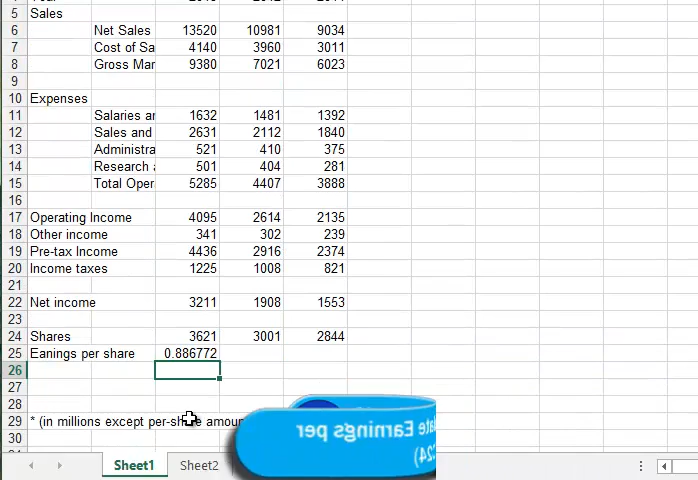 5 Sales
6 Net Sales 13520 10981 9034
7 Cost of Sa 4140 3960 3011
8 Gross Mar 9380 7021 6023
9
10 Expenses
11 Salaries ar 1632 1481 1392
12 Sales and 2631 2112 1840
13 Administra 521 410 375
14 Research 501 404 281
15 Total Oper 5285 4407 3888
16
17 Operating Income 4095 2614 2135
18 Other income 341 302 239
19 Pre-tax Income 4436 2916 2374
20 Income taxes 1225 1008 821
21
22 Net income 3211 1908 1553
23
24 Shares 3621 3001 2844
25 Eanings per share 0.886772
26
27
28
29 * (in millions except per-share amoun
30
ate Earnings per
24)
Sheet1 Sheet2